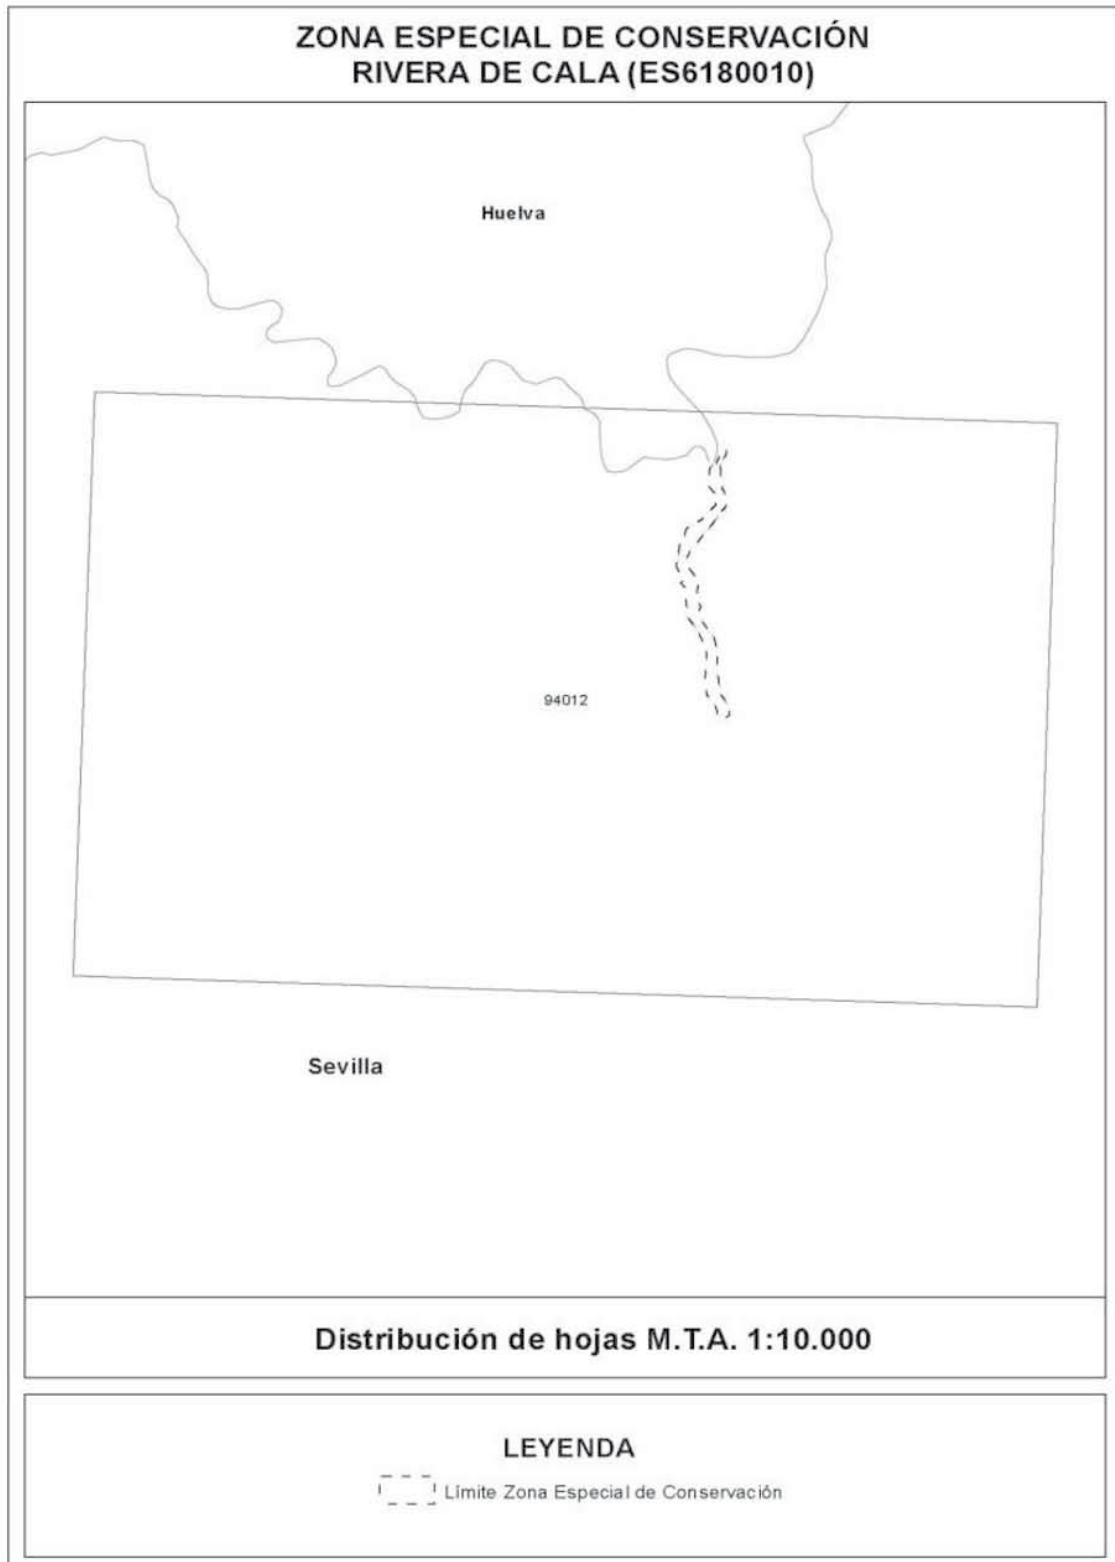 ZONA ESPECIAL DE CONSERVACIÓN
RIVERA DE CALA (ES6180010)
Huelva
94012
Sevilla
Distribución de hojas M.T.A. 1:10.000
LEYENDA
Límite Zona Especial de Conservación